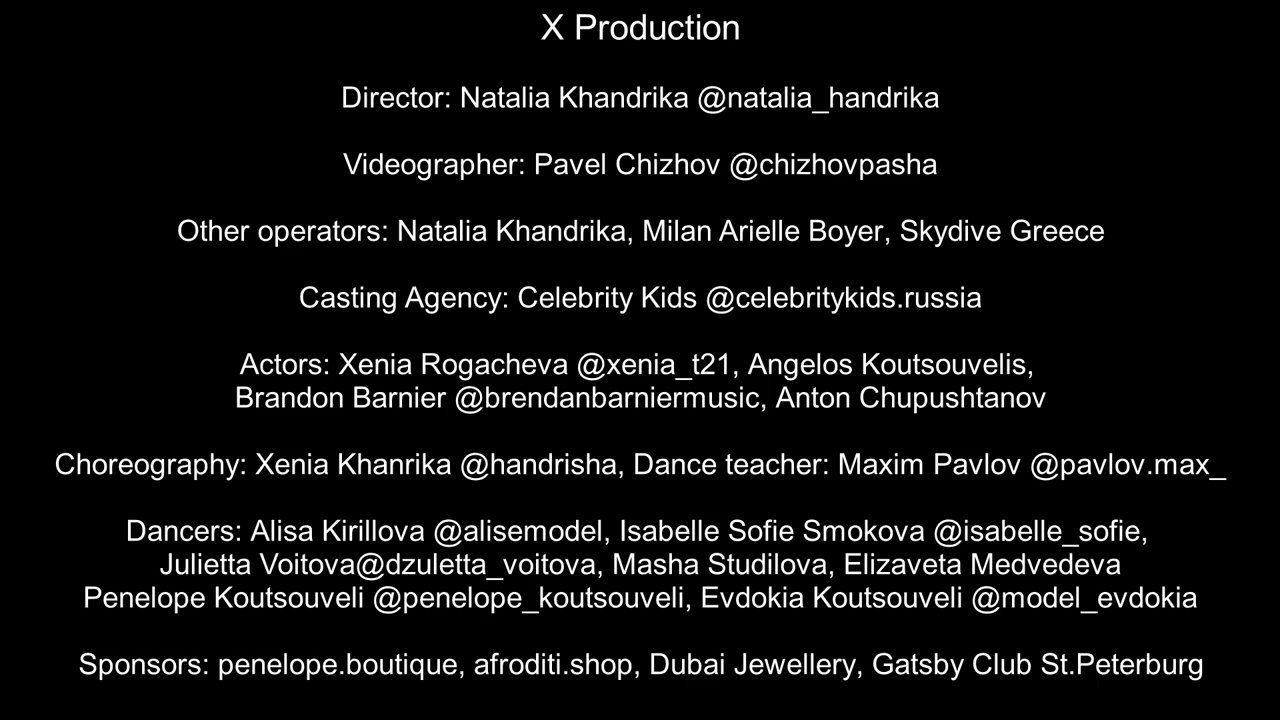 X Production
Director: Natalia Khandrika @natalia_handrika
Videographer: Pavel Chizhov @chizhovpasha
Other operators: Natalia Khandrika, Milan Arielle Boyer, Skydive Greece
Casting Agency: Celebrity Kids @celebritykids.russia
Actors: Xenia Rogacheva @xenia_t21, Angelos Koutsouvelis,
Brandon Barnier @brendanbarniermusic, Anton Chupushtanov
Choreography: Xenia Khanrika @handrisha, Dance teacher: Maxim Pavlov @pavlov.max_
Dancers: Alisa Kirillova @alisemodel, Isabelle Sofie Smokova @isabelle_sofie,
Julietta Voitova@dzuletta_voitova, Masha Studilova, Elizaveta Medvedeva
Penelope Koutsouveli @penelope_koutsouveli, Evdokia Koutsouveli @model_evdokia
Sponsors: penelope.boutique, afroditi.shop, Dubai Jewellery, Gatsby Club St.Peterburg